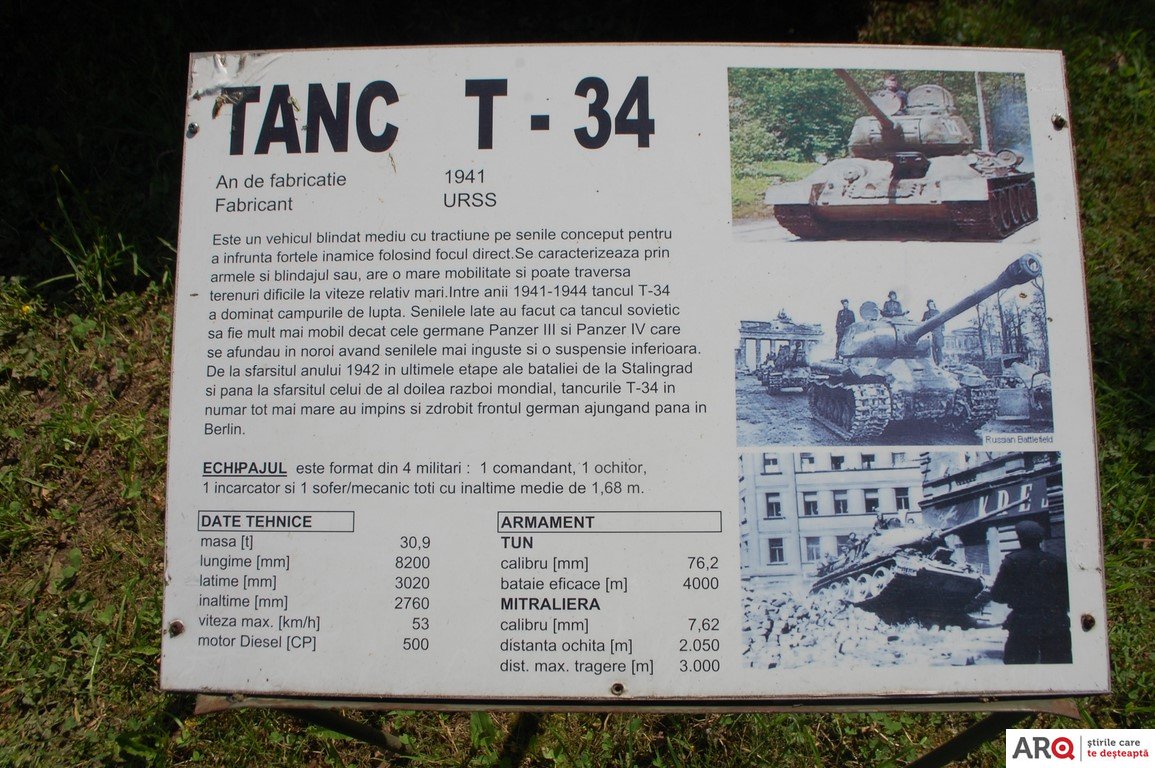 TANC T - 34
An de fabricatie 1941
Fabricant URSS
Este un vehicul blindat mediu cu tractiune pe senile conceput pentru
a infrunta fortele inamice folosind focul direct.Se caracterizeaza prin
armele si blindajul sau, are o mare mobilitate si poate traversa
terenuri dificile la viteze relativ mari.Intre anii 1941-1944 tancul T-34
a dominat campurile de lupta. Senilele late au facut ca tancul sovietic
sa fie mult mai mobil decat cele germane Panzer III si Panzer IV care
se afundau in noroi avand senilele mai inguste si o suspensie inferioara.
De la sfarsitul anului 1942 in ultimele etape ale bataliei de la Stalingrad
si pana la sfarsitul celui de al doilea razboi mondial, tancurile T-34 in
numar tot mai mare au impins si zdrobit frontul german ajungand pana in
Berlin.
ECHIPAJUL este format din 4 militari : 1 comandant, 1 ochitor,
1 incarcator si 1 sofer/mecanic toti cu inaltime medie de 1,68 m.
DATE TEHNICE
masa [t] 30,9
lungime [mm] 8200
latime [mm] 3020
inaltime [mm] 2760
viteza max. [km/h] 53
motor Diesel [CP] 500
ARMAMENT
TUN
calibru [mm] 76,2
bataie eficace [m] 4000
MITRALIERA
calibru [mm] 7,62
distanta ochita [m] 2.050
dist. max. tragere [m] 3.000
Russian Battlefield
ARQ știrile care
te deșteaptă